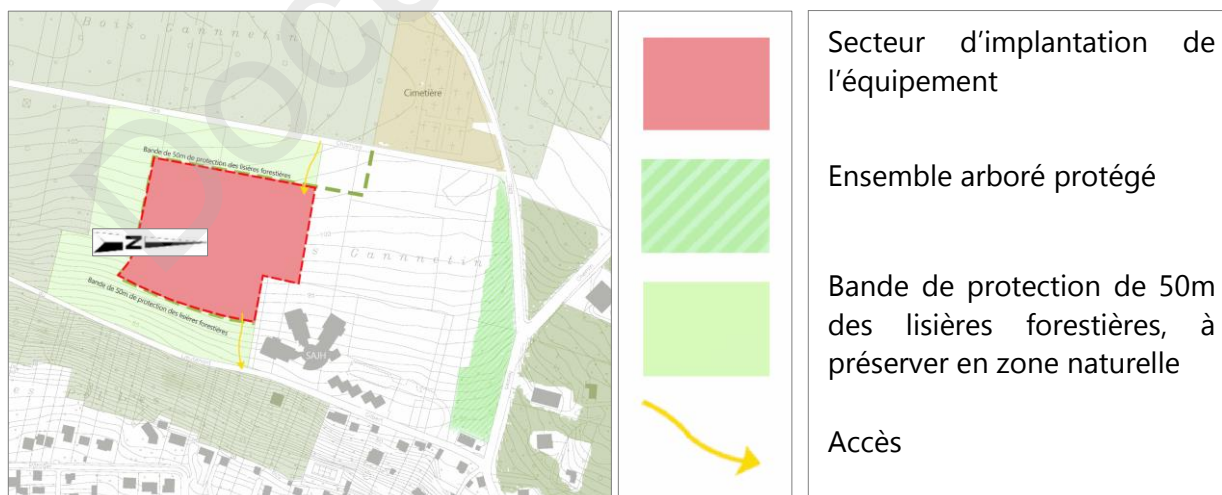 Bois Gannnetin
Cimetière
Bande de 50m de protection des lisières forestières
N
s Gannnetin
Bande de 50m de protection des lisières forestières
SAJH
Secteur d’implantation de
l’équipement
Ensemble arboré protégé
Bande de protection de 50m
des lisières forestières, à
préserver en zone naturelle
Accès